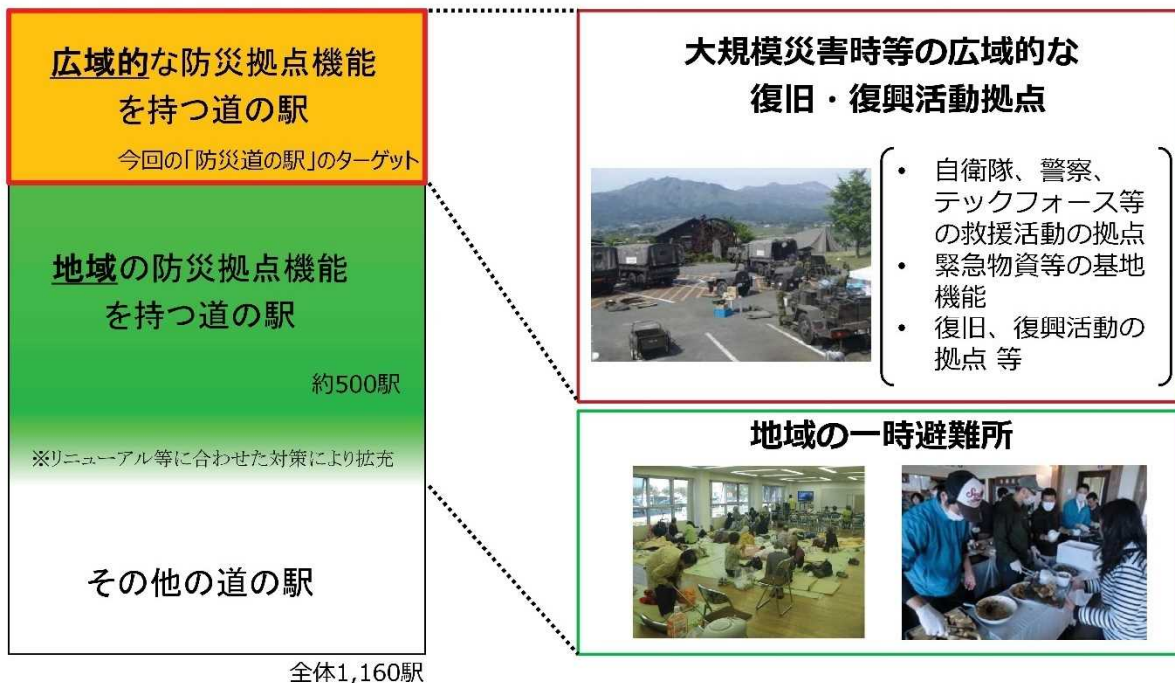 広域的な防災拠点機能
を持つ道の駅
今回の「防災道の駅」のターゲット
地域の防災拠点機能
を持つ道の駅
約500駅
※リニューアル等に合わせた対策により拡充
その他の道の駅
全体1,160駅
大規模災害時等の広域的な
復旧・復興活動拠点
• 自衛隊、警察、
テックフォース等
の救援活動の拠点
• 緊急物資等の基地
機能
• 復旧、復興活動の
拠点 等
地域の一時避難所